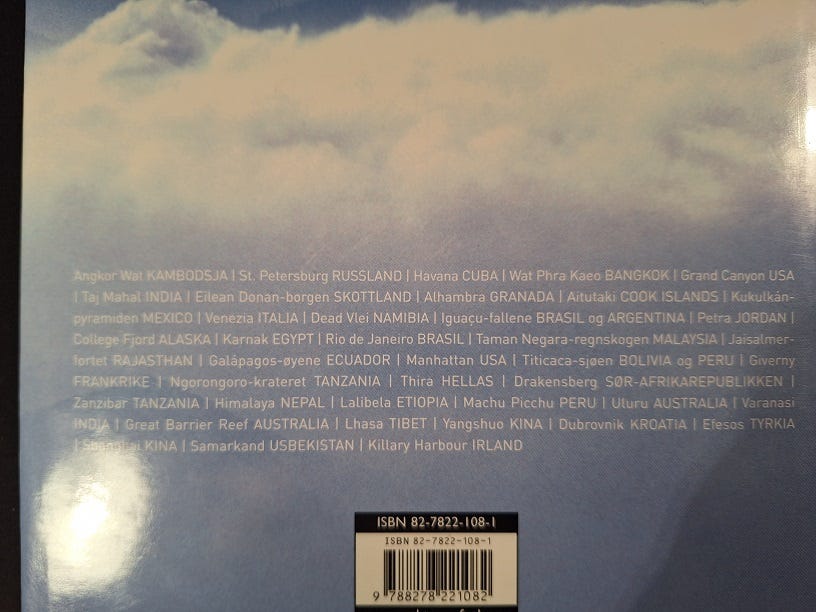 Angkor Wat KAMBODSJA | St. Petersburg RUSSLAND | Havana CUBA | Wat Phra Kaeo BANGKOK | Grand Canyon USA
| Taj Mahal INDIA | Eilean Donan-borgen SKOTTLAND | Alhambra GRANADA | Aitutaki COOK ISLANDS | Kukulkán-
pyramiden MEXICO | Venezia ITALIA | Dead Vlei NAMIBIA | Iguaçu-fallene BRASIL og ARGENTINA | Petra JORDAN |
College Fjord ALASKA | Karnak EGYPT | Rio de Janeiro BRASIL | Taman Negara-regnskogen MALAYSIA | Jaisalmer-
fortet RAJASTHAN | Galápagos-øyene ECUADOR | Manhattan USA | Titicaca-sjøen BOLIVIA og PERU | Giverny
FRANKRIKE | Ngorongoro-krateret TANZANIA | Thira HELLAS | Drakensberg SØR-AFRIKAREPUBLIKKEN |
Zanzibar TANZANIA | Himalaya NEPAL | Lalibela ETIOPIA | Machu Picchu PERU | Uluru AUSTRALIA | Varanasi
INDIA | Great Barrier Reef AUSTRALIA | Lhasa TIBET | Yangshuo KINA | Dubrovnik KROATIA | Efesos TYRKIA
| Shanghai KINA | Samarkand USBEKISTAN | Killary Harbour IRLAND
ISBN 82-7822-108-1
ISBN 82-7822-108-1
9 788278 221082